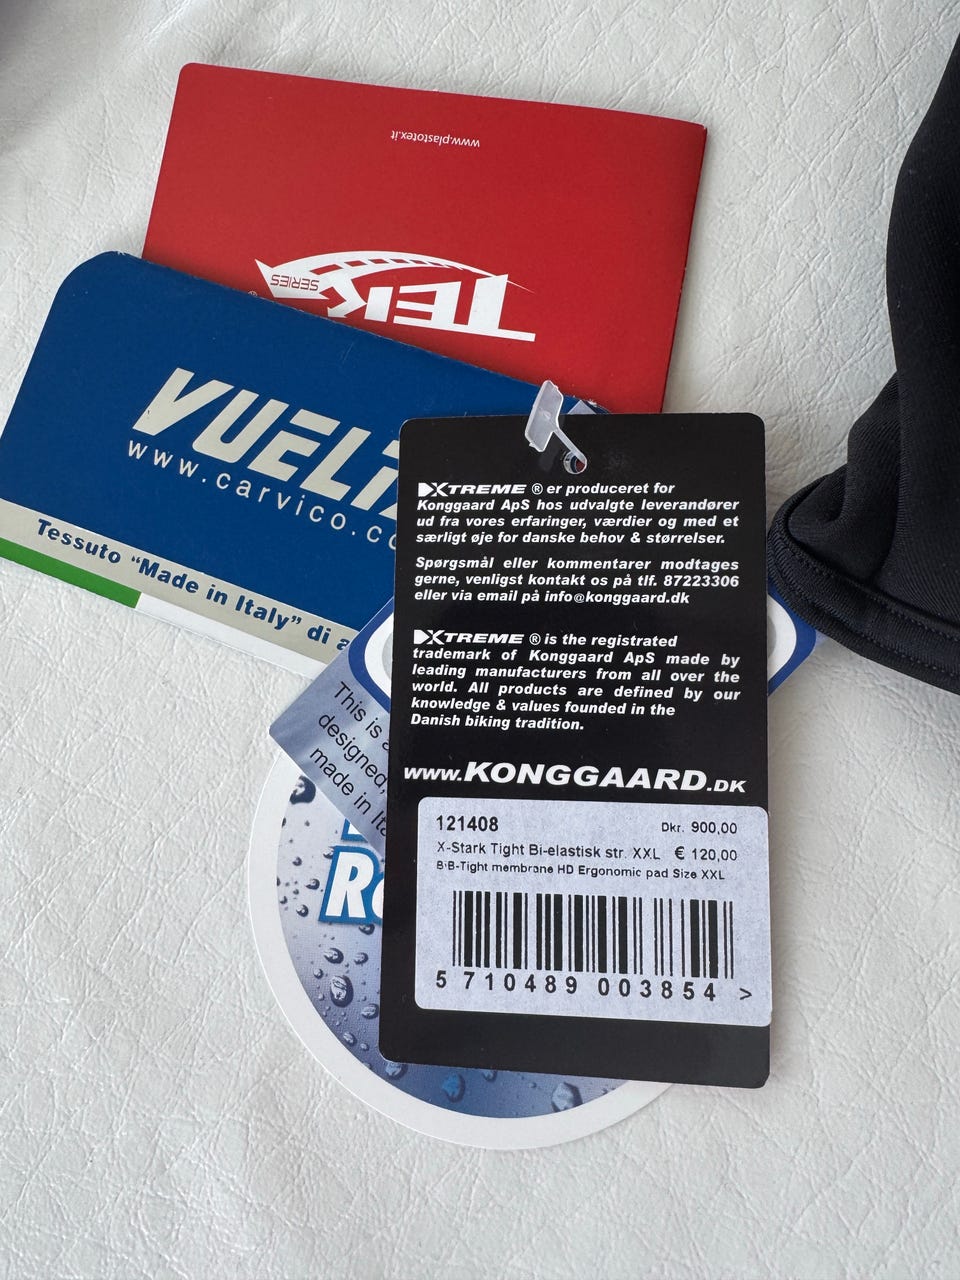 www.plastotex.it
TEK
SERIES
VUELT
www.carvico.co
Tessuto "Made in Italy" di a
This is a
designed,
made in Ita
R
XTREME ® er produceret for
Konggaard ApS hos udvalgte leverandører
ud fra vores erfaringer, værdier og med et
særligt øje for danske behov & størrelser.
Spørgsmål eller kommentarer modtages
gerne, venligst kontakt os på tlf. 87223306
eller via email på info@konggaard.dk
XTREME ® is the registrated
trademark of Konggaard ApS made by
leading manufacturers from all over the
world. All products are defined by our
knowledge & values founded in the
Danish biking tradition.
www.KONGGAARD.DK
121408 Dkr. 900,00
X-Stark Tight Bi-elastisk str. XXL € 120,00
BIB-Tight membrane HD Ergonomic pad Size XXL
5 710489 003854 >